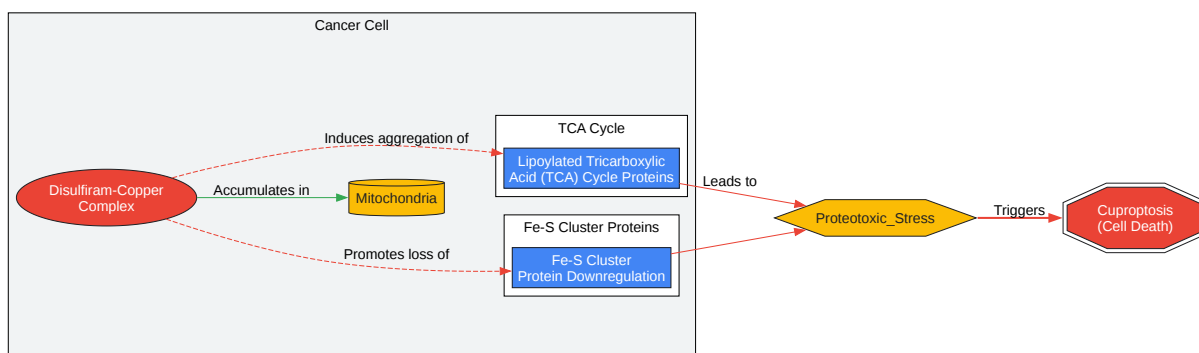 Cancer Cell
TCA Cycle
Induces aggregation of
Lipoylated Tricarboxylic
Acid (TCA) Cycle Proteins
Disulfiram-Copper
Complex
Accumulates in
Mitochondria
Leads to
Fe-S Cluster Proteins
Promotes loss of
Fe-S Cluster
Protein Downregulation
Proteotoxic_Stress
Triggers
Cuproptosis
(Cell Death)